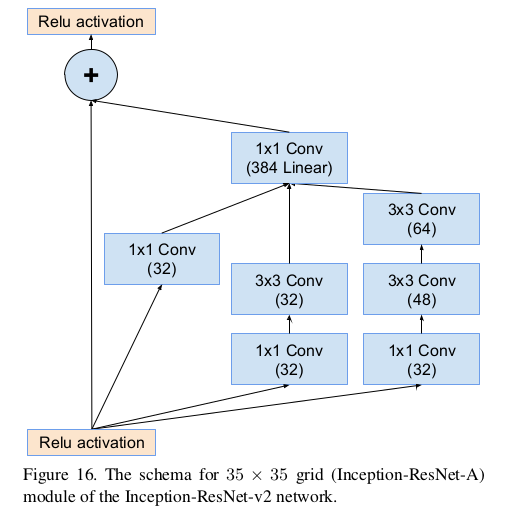 Relu activation
+
1x1 Conv
(384 Linear)
3x3 Conv
(64)
1x1 Conv
(32)
3x3 Conv
(32)
3x3 Conv
(48)
1x1 Conv
(32)
1x1 Conv
(32)
Relu activation
Figure 16. The schema for 35 × 35 grid (Inception-ResNet-A)
module of the Inception-ResNet-v2 network.